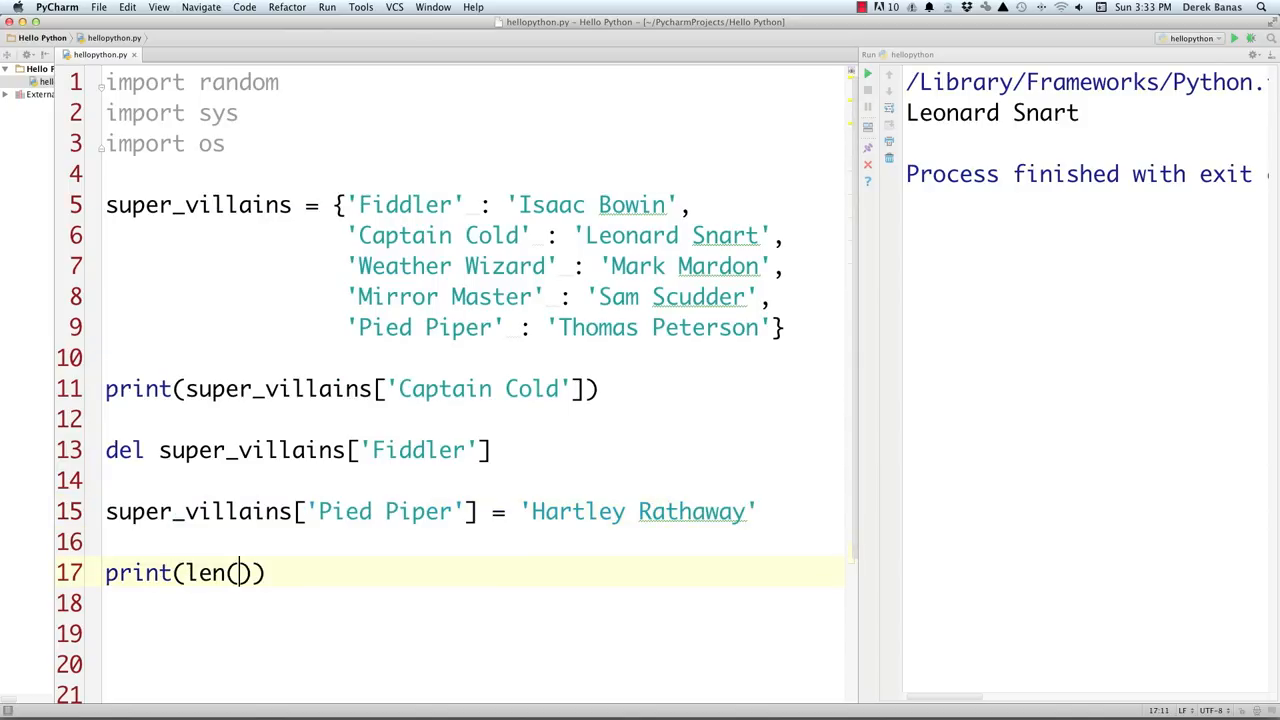 PyCharm File Edit View Navigate Code Refactor Run Tools VCS Window Help 10 Sun 3:33 PM Derek Banas
hellopython.py - Hello Python - [~/PycharmProjects/Hello Python]
Hello Python hellopython.py hellopython
hellopython.py Run hellopython
Hello F
hell
Extern
1 import random
2 import sys
3 import os
4
5 super_villains = {'Fiddler' : 'Isaac Bowin',
6 'Captain Cold' : 'Leonard Snart',
7 'Weather Wizard' : 'Mark Mardon',
8 'Mirror Master' : 'Sam Scudder',
9 'Pied Piper' : 'Thomas Peterson'}
10
11 print(super_villains['Captain Cold'])
12
13 del super_villains['Fiddler']
14
15 super_villains['Pied Piper'] = 'Hartley Rathaway'
16
17 print(len())
18
19
20
21
/Library/Frameworks/Python.
Leonard Snart
Process finished with exit
17:11 LF UTF-8